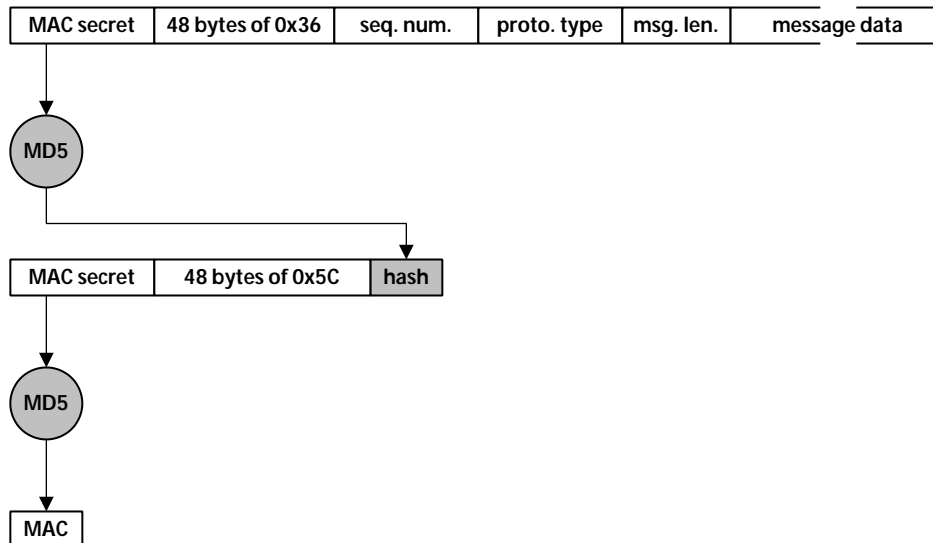 MAC secret 48 bytes of 0x36 seq. num. proto. type msg. len. message data
MD5
MAC secret 48 bytes of 0x5C hash
MD5
MAC